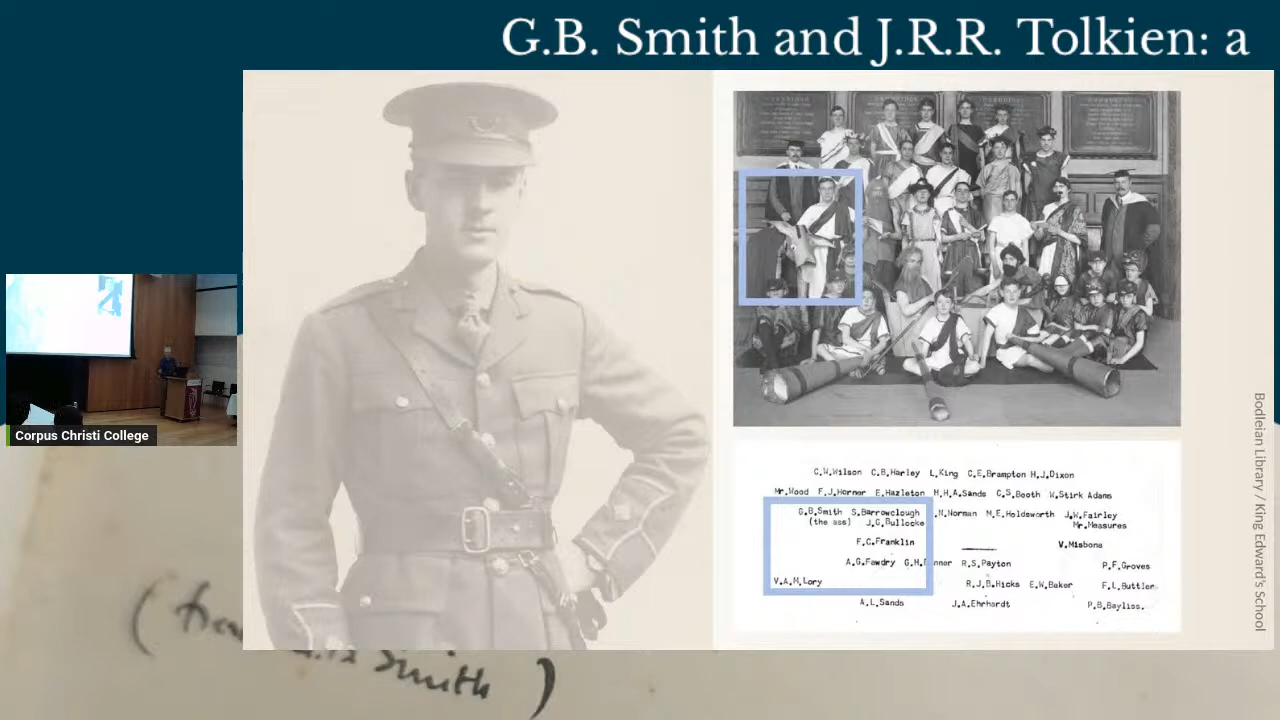 G.B. Smith and J.R.R. Tolkien: a
C.W.Wilson C.B.Harley L.King C.E.Brampton H.J.Dixon
Mr.Wood F.J.Horner E.Hazleton M.H.A.Sands C.S.Booth W.Stirk Adams
G.B.Smith S.Barrowclough .N.Norman M.E.Holdsworth J.W.Fairley
(the ass) J.G.Bullocke Mr.Measures
F.C.Franklin V.Misbona
A.G.Fawdry R.S.Payton P.F.Groves
V.A.M.Lory R.J.B.Hicks E.W.Baker F.L.Buttler
A.L.Sands J.A.Ehrhardt P.B.Bayliss.
Bodleian Library / King Edward's School
Corpus Christi College
Smith )